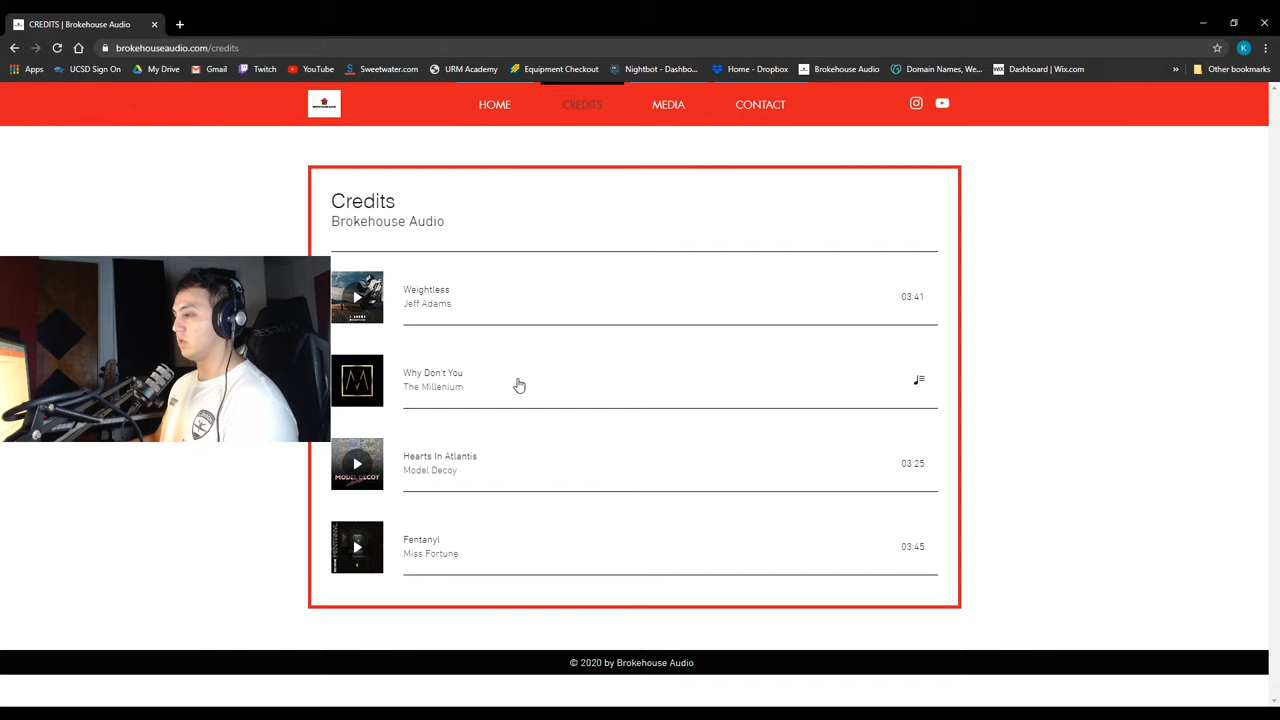 CREDITS | Brokehouse Audio
brokehouseaudio.com/credits
K
Apps UCSD Sign On My Drive Gmail Twitch YouTube Sweetwater.com URM Academy Equipment Checkout Nightbot - Dashbo... Home - Dropbox Brokehouse Audio Domain Names, We... Dashboard | Wix.com » Other bookmarks
HOME CREDITS MEDIA CONTACT
Credits
Brokehouse Audio
Weightless
Jeff Adams
03:41
Why Don't You
The Millenium
Hearts In Atlantis
Model Decoy
03:25
MODEL DECOY
Fentanyl
Miss Fortune
03:45
© 2020 by Brokehouse Audio